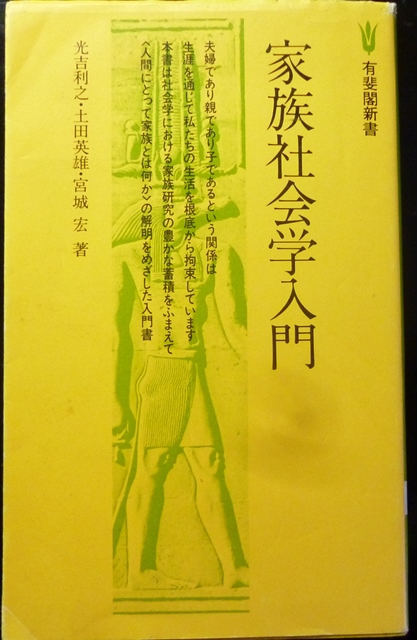 有斐閣新書
家族社会学入門
夫婦であり親であり子であるという関係は
生涯を通じて私たちの生活を根底から拘束しています
本書は社会学における家族研究の豊かな蓄積をふまえて
〈人間にとって家族とは何か〉の解明をめざした入門書
光吉利之・土田英雄・宮城 宏 著